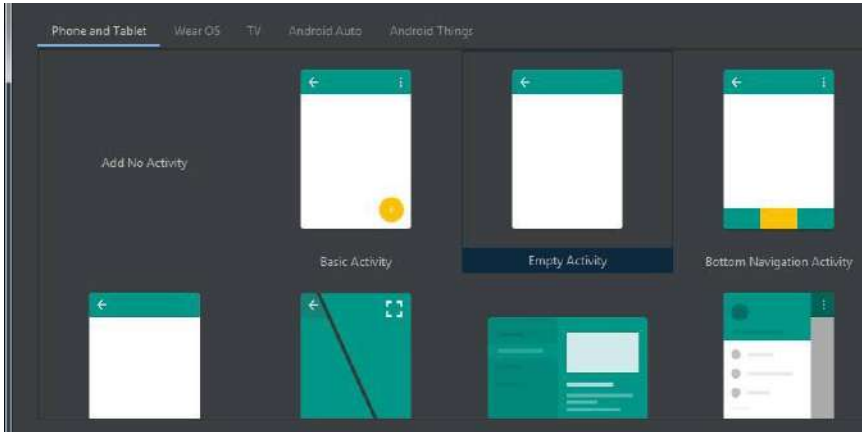 Phone and Tablet Wear OS TV Android Auto Android Things
Add No Activity
Basic Activity Empty Activity Bottom Navigation Activity